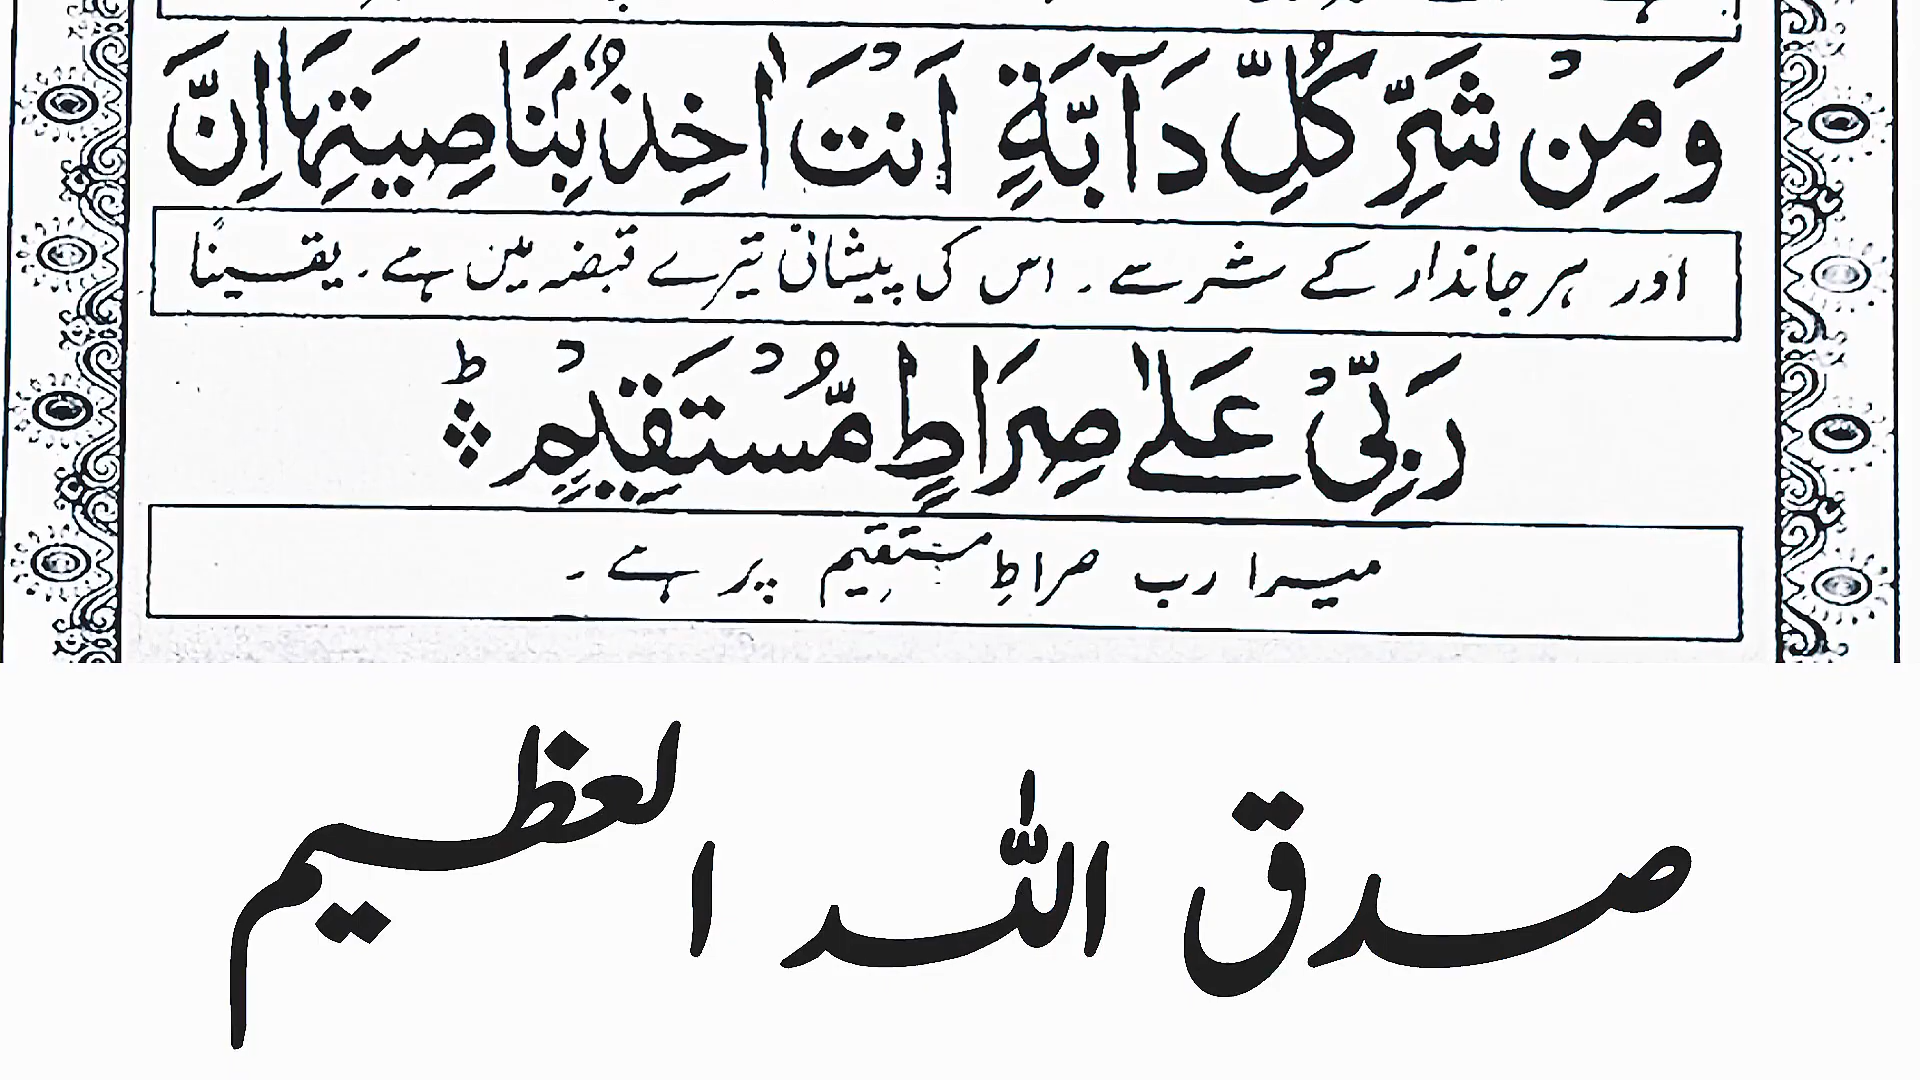 وَمِنْ شَرِّ كُلِّ دَآبَّةٍ اَنْتَ اٰخِذٌۢ بِنَاصِيَتِهَا اِنَّ
اور ہر جاندار کے شر سے ۔ اس کی پیشانی تیرے قبضہ میں ہے ۔ یقیناً
رَبِّيْ عَلٰى صِرَاطٍ مُّسْتَقِيْمٍ ؕ
میرا رب صراطِ مستقیم پر ہے ۔
صدق اللہ العظیم